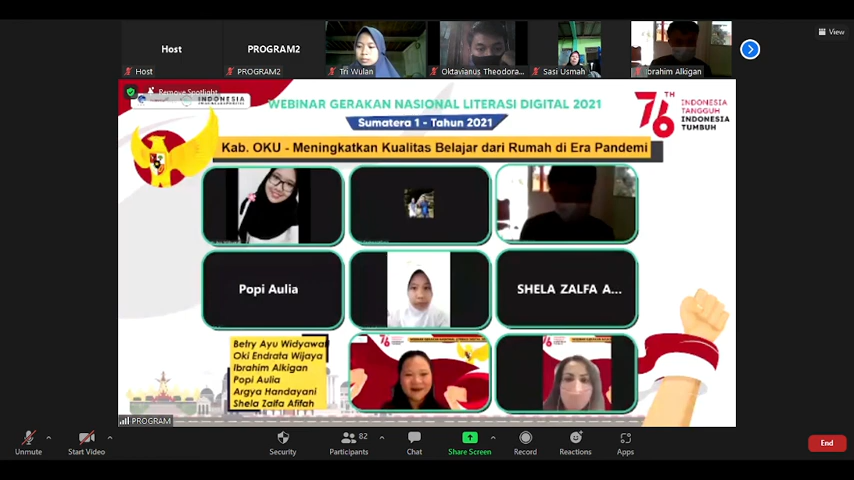 View
Host
PROGRAM2
Host
PROGRAM2
Tri Wulan
Oktavianus Theodora...
Sasi Usmah
Ibrahim Alkigan
Remove Spotlight
INDONESIA
WEBINAR GERAKAN NASIONAL LITERASI DIGITAL 2021
Sumatera 1 - Tahun 2021
76TH
INDONESIA
TANGGUH
INDONESIA
TUMBUH
Kab. OKU - Meningkatkan Kualitas Belajar dari Rumah di Era Pandemi
Popi Aulia
SHELA ZALFA A...
Betry Ayu Widyawat
Oki Endrata Wijaya
Ibrahim Alkigan
Popi Aulia
Argya Handayani
Shela Zalfa Afifah
PROGRAM
Unmute
Start Video
Security
82
Participants
Chat
Share Screen
Record
Reactions
Apps
End